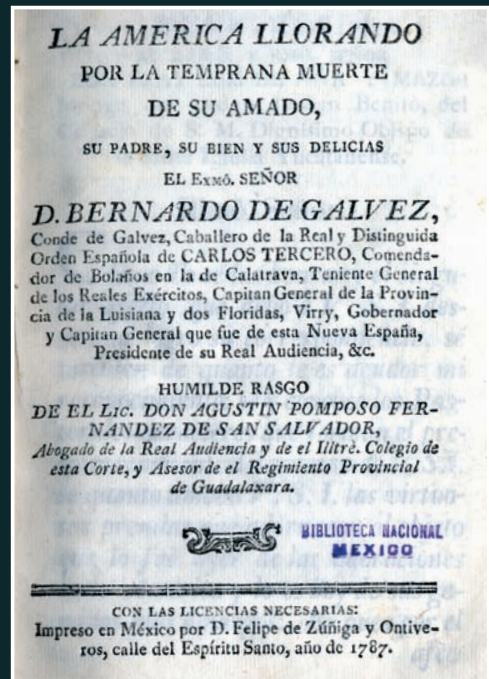 LA AMERICA LLORANDO
POR LA TEMPRANA MUERTE
DE SU AMADO,
SU PADRE, SU BIEN Y SUS DELICIAS
EL EXMÔ. SEÑOR
D. BERNARDO DE GALVEZ,
Conde de Galvez, Caballero de la Real y Distinguida
Orden Española de CARLOS TERCERO, Comenda-
dor de Bolaños en la de Calatrava, Teniente General
de los Reales Exércitos, Capitan General de la Provin-
cia de la Luisiana y dos Floridas, Virry, Gobernador
y Capitan General que fue de esta Nueva España,
Presidente de su Real Audiencia, &c.
HUMILDE RASGO
DE EL LIC. DON AGUSTIN POMPOSO FER-
NANDEZ DE SAN SALVADOR,
Abogado de la Real Audiencia y de el Illtrê. Colegio de
esta Corte, y Asesor de el Regimiento Provincial
de Guadalaxara.
BIBLIOTECA NACIONAL
MEXICO
CON LAS LICENCIAS NECESARIAS:
Impreso en México por D. Felipe de Zúñiga y Ontive-
ros, calle del Espíritu Santo, año de 1787.